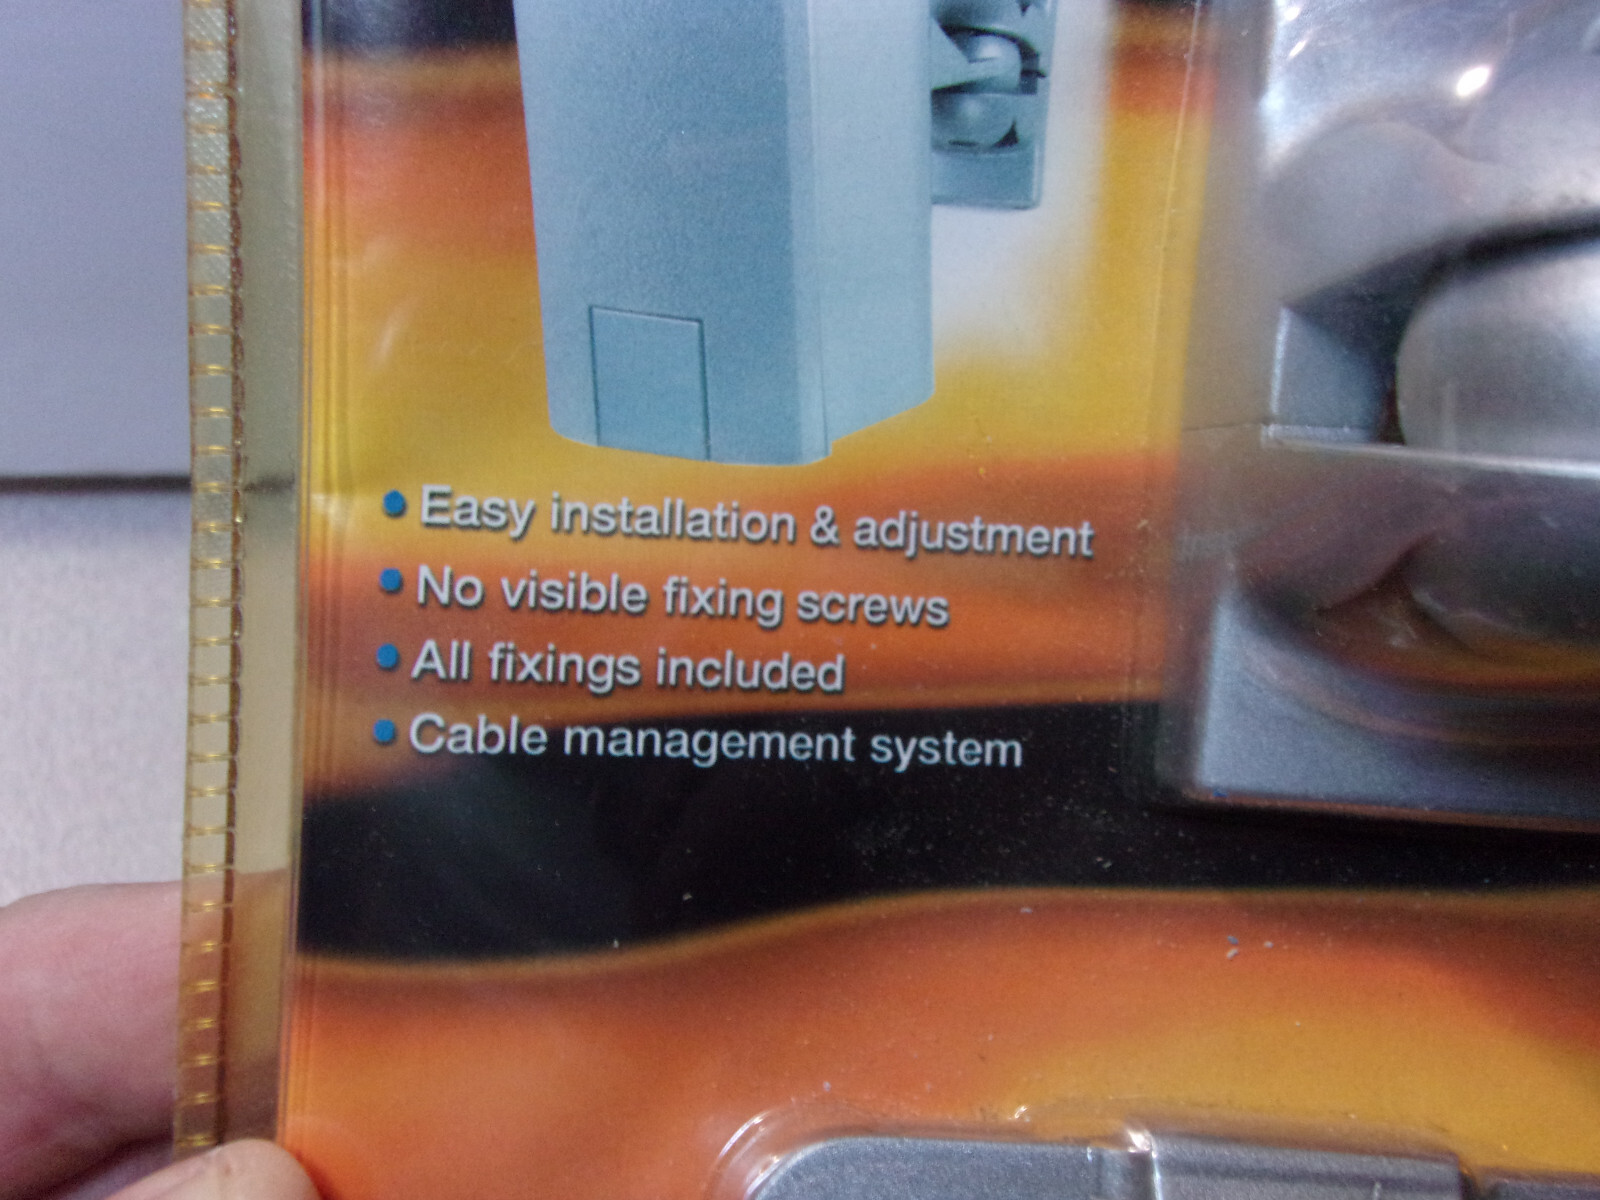 • Easy installation & adjustment
• No visible fixing screws
• All fixings included
• Cable management system